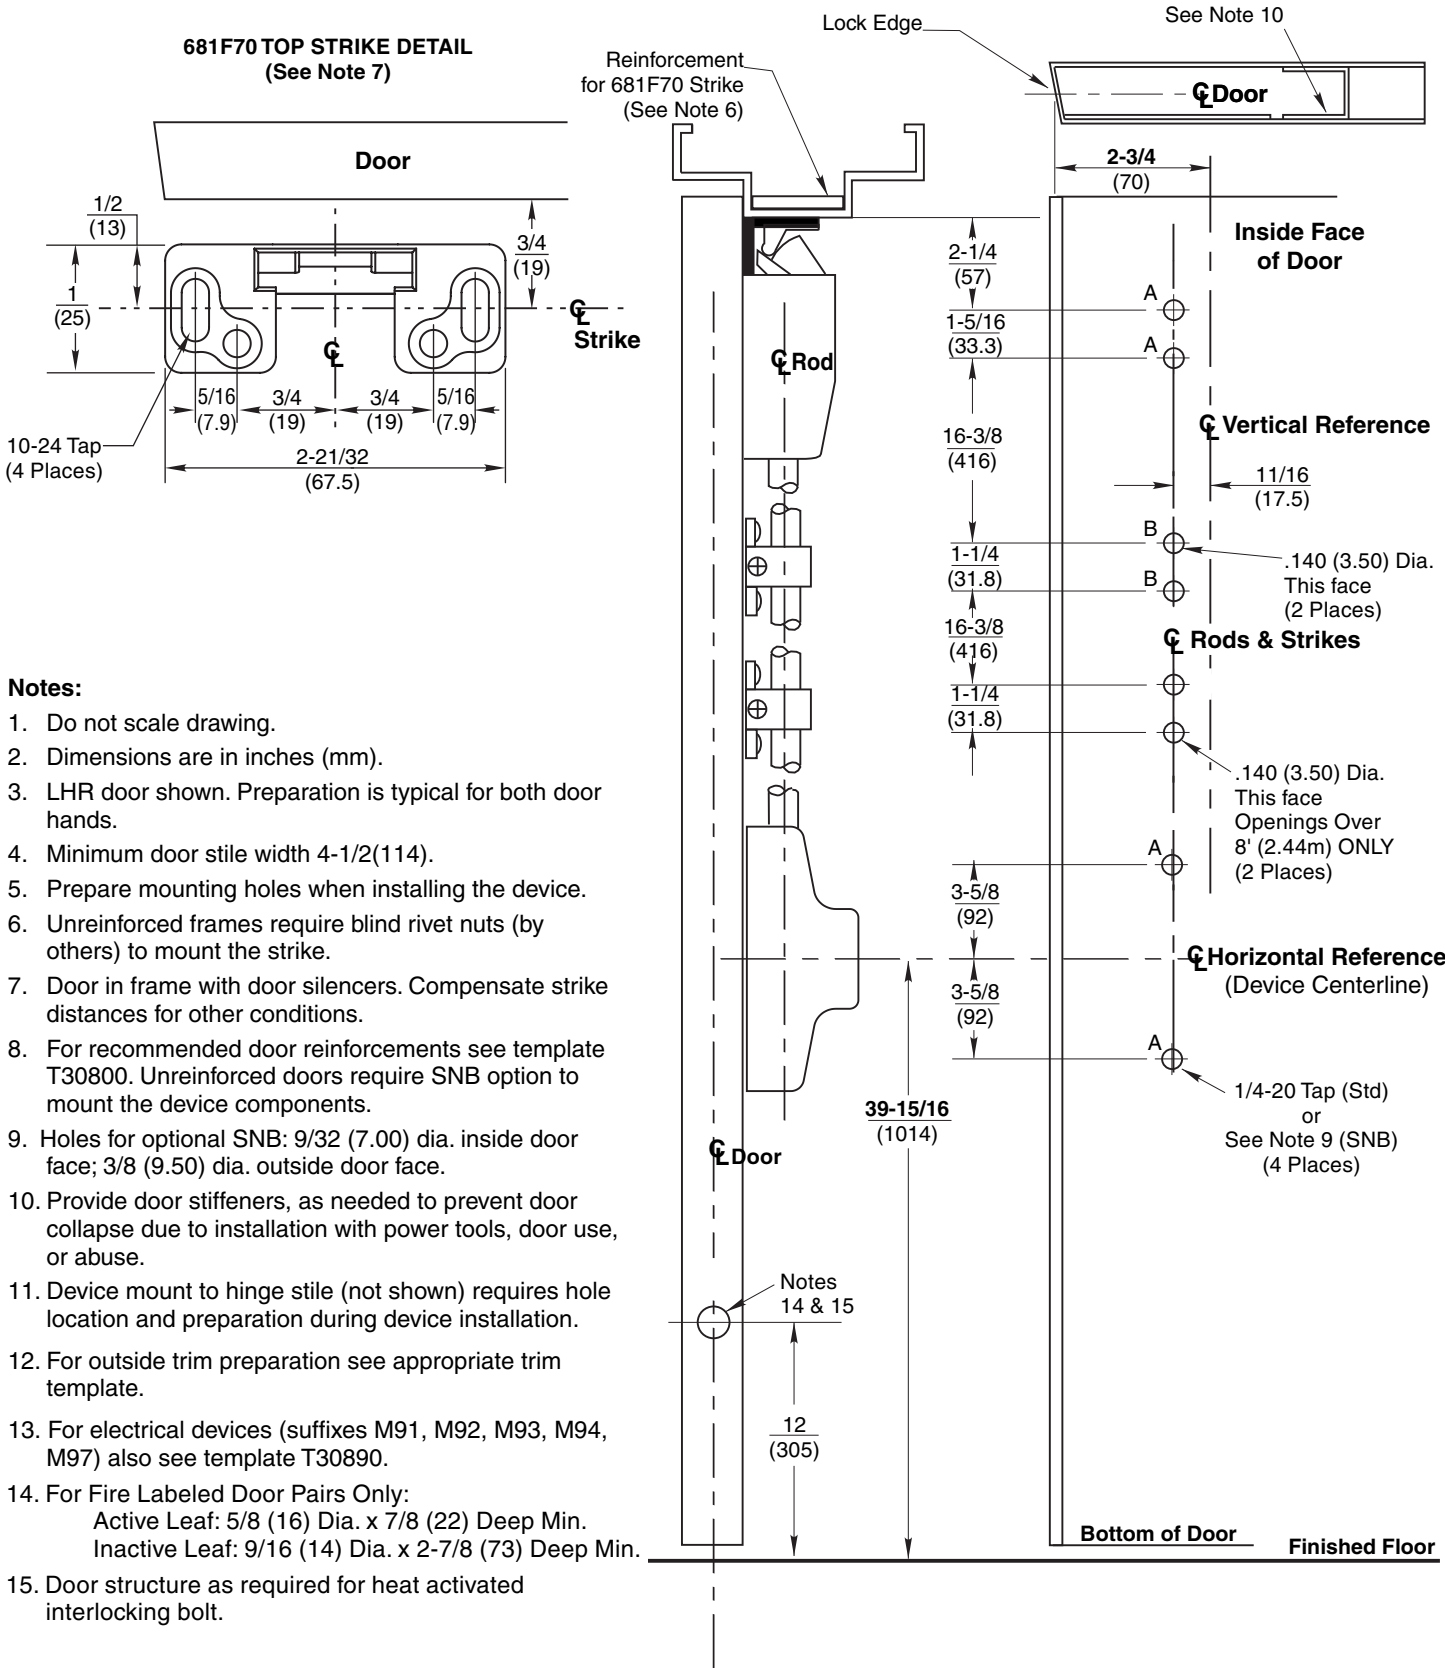 681F70 TOP STRIKE DETAIL
(See Note 7)
Door
1/2
(13)
1
(25)
3/4
(19)
CL
Strike
CL
5/16
(7.9)
3/4
(19)
3/4
(19)
5/16
(7.9)
10-24 Tap
(4 Places)
2-21/32
(67.5)
Reinforcement
for 681F70 Strike
(See Note 6)
Lock Edge
See Note 10
CL Door
2-3/4
(70)
Inside Face
of Door
2-1/4
(57)
A
1-5/16
(33.3)
A
CL Rod
CL Vertical Reference
16-3/8
(416)
11/16
(17.5)
B
1-1/4
(31.8)
B
.140 (3.50) Dia.
This face
(2 Places)
16-3/8
(416)
CL Rods & Strikes
1-1/4
(31.8)
.140 (3.50) Dia.
This face
Openings Over
8' (2.44m) ONLY
(2 Places)
A
3-5/8
(92)
CL Horizontal Reference
(Device Centerline)
3-5/8
(92)
A
1/4-20 Tap (Std)
or
See Note 9 (SNB)
(4 Places)
39-15/16
(1014)
CL Door
Notes
14 & 15
12
(305)
Bottom of Door
Finished Floor
Notes:
1. Do not scale drawing.
2. Dimensions are in inches (mm).
3. LHR door shown. Preparation is typical for both door
hands.
4. Minimum door stile width 4-1/2(114).
5. Prepare mounting holes when installing the device.
6. Unreinforced frames require blind rivet nuts (by
others) to mount the strike.
7. Door in frame with door silencers. Compensate strike
distances for other conditions.
8. For recommended door reinforcements see template
T30800. Unreinforced doors require SNB option to
mount the device components.
9. Holes for optional SNB: 9/32 (7.00) dia. inside door
face; 3/8 (9.50) dia. outside door face.
10. Provide door stiffeners, as needed to prevent door
collapse due to installation with power tools, door use,
or abuse.
11. Device mount to hinge stile (not shown) requires hole
location and preparation during device installation.
12. For outside trim preparation see appropriate trim
template.
13. For electrical devices (suffixes M91, M92, M93, M94,
M97) also see template T30890.
14. For Fire Labeled Door Pairs Only:
Active Leaf: 5/8 (16) Dia. x 7/8 (22) Deep Min.
Inactive Leaf: 9/16 (14) Dia. x 2-7/8 (73) Deep Min.
15. Door structure as required for heat activated
interlocking bolt.